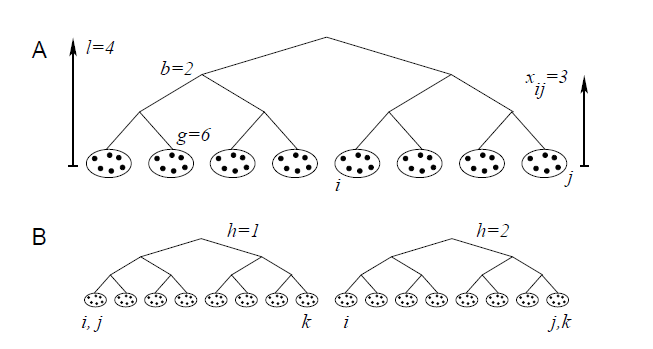 A
l=4
b=2
x_ij=3
g=6
i
j
B
h=1
h=2
i, j
k
i
j,k